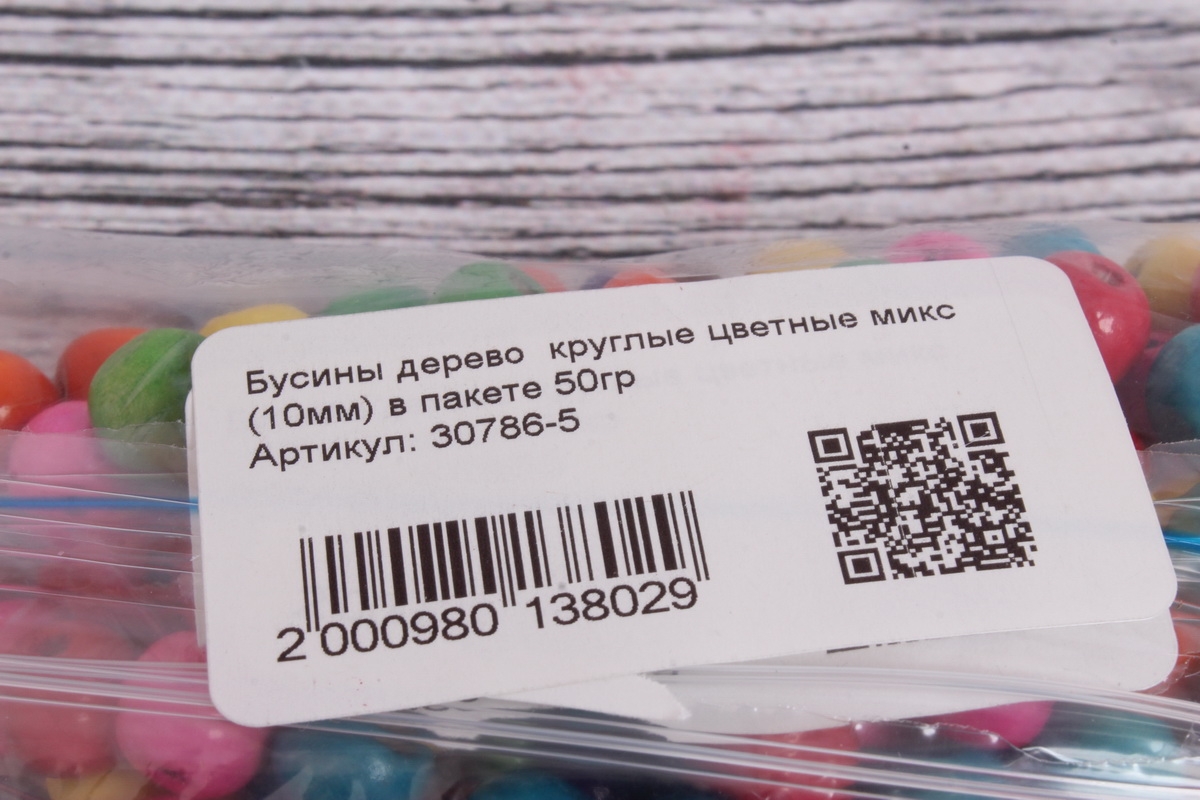 Бусины дерево круглые цветные микс
(10мм) в пакете 50гр
Артикул: 30786-5
2 000980 138029